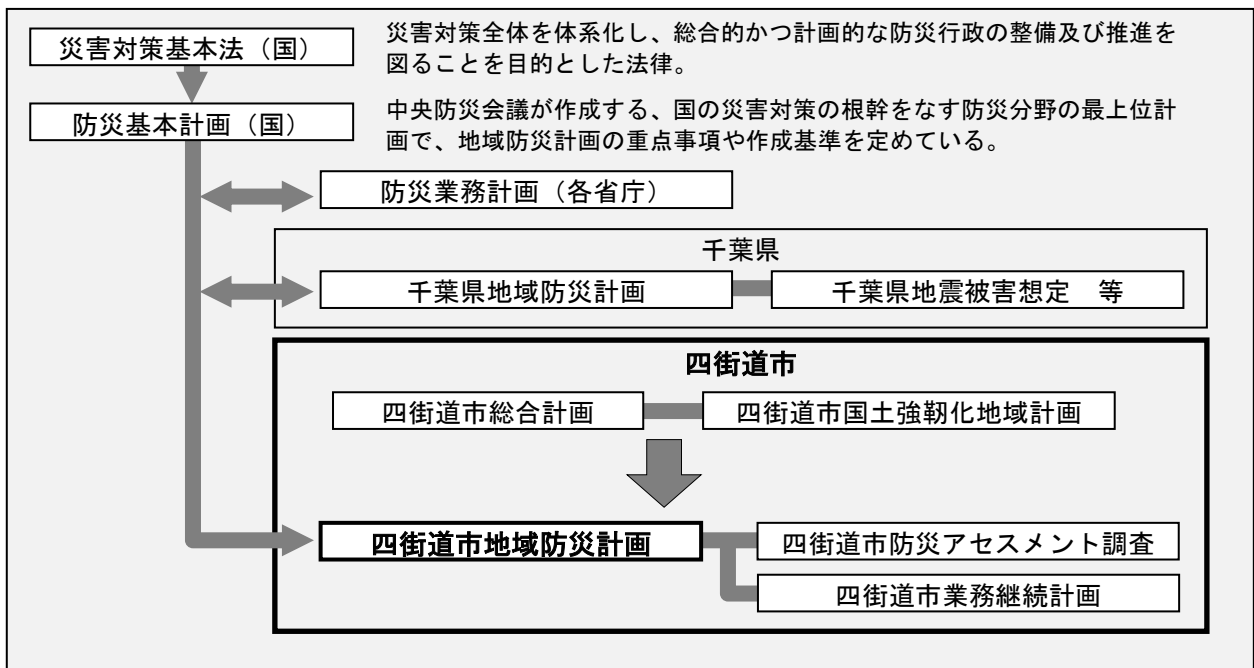 災害対策基本法（国）
災害対策全体を体系化し、総合的かつ計画的な防災行政の整備及び推進を
図ることを目的とした法律。
防災基本計画（国）
中央防災会議が作成する、国の災害対策の根幹をなす防災分野の最上位計
画で、地域防災計画の重点事項や作成基準を定めている。
防災業務計画（各省庁）
千葉県
千葉県地域防災計画
千葉県地震被害想定　等
四街道市
四街道市総合計画
四街道市国土強靭化地域計画
四街道市地域防災計画
四街道市防災アセスメント調査
四街道市業務継続計画